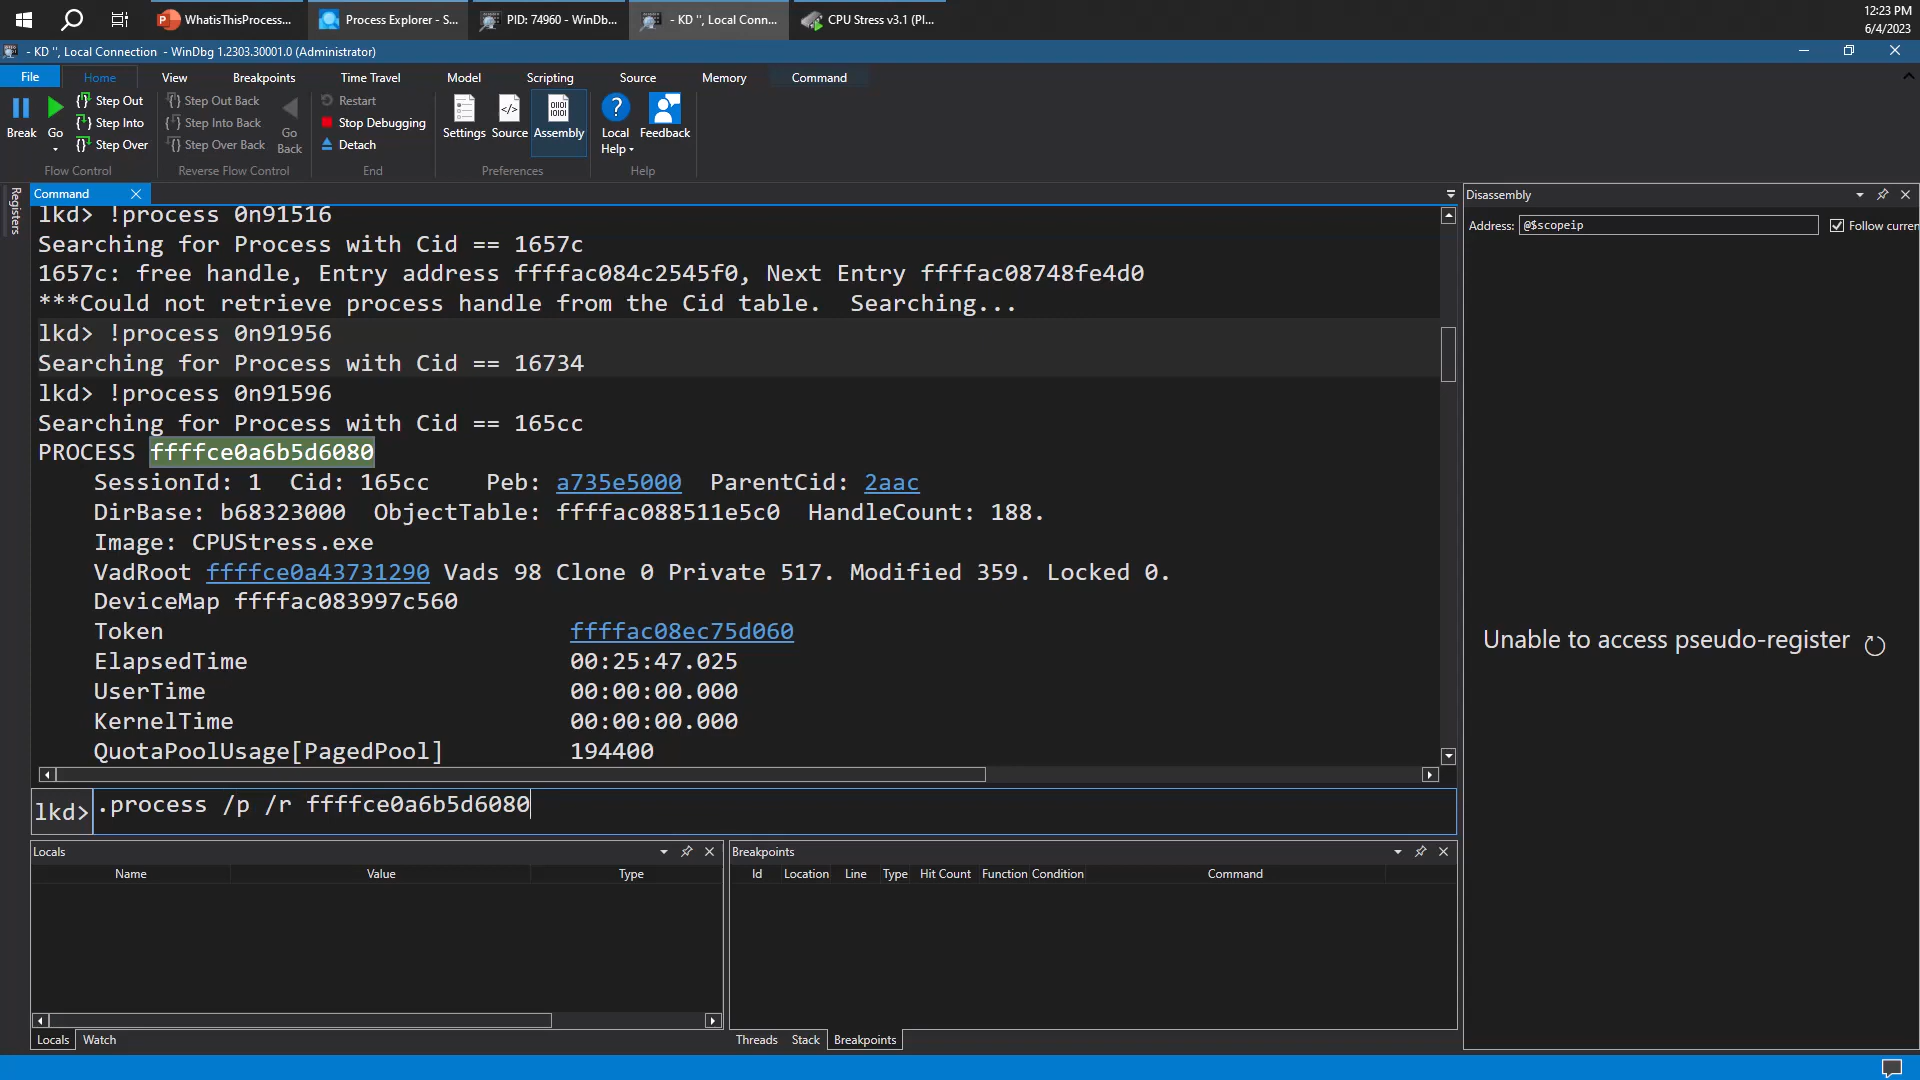 WhatisThisProcess...
Process Explorer - S...
PID: 74960 - WinDb...
- KD '', Local Conn...
CPU Stress v3.1 (PI...
12:23 PM
6/4/2023
- KD '', Local Connection - WinDbg 1.2303.30001.0 (Administrator)
File
Home
View
Breakpoints
Time Travel
Model
Scripting
Source
Memory
Command
Break
Go
Step Out
Step Into
Step Over
Flow Control
Step Out Back
Step Into Back
Step Over Back
Go Back
Reverse Flow Control
Restart
Stop Debugging
Detach
End
Settings
Source
Assembly
Preferences
Local Help
Feedback
Help
Registers
Command
lkd> !process 0n91516
Searching for Process with Cid == 1657c
1657c: free handle, Entry address ffffac084c2545f0, Next Entry ffffac08748fe4d0
***Could not retrieve process handle from the Cid table.  Searching...
lkd> !process 0n91956
Searching for Process with Cid == 16734
lkd> !process 0n91596
Searching for Process with Cid == 165cc
PROCESS ffffce0a6b5d6080
SessionId: 1  Cid: 165cc    Peb: a735e5000  ParentCid: 2aac
DirBase: b68323000  ObjectTable: ffffac088511e5c0  HandleCount: 188.
Image: CPUStress.exe
VadRoot ffffce0a43731290 Vads 98 Clone 0 Private 517. Modified 359. Locked 0.
DeviceMap ffffac083997c560
Token ffffac08ec75d060
ElapsedTime 00:25:47.025
UserTime 00:00:00.000
KernelTime 00:00:00.000
QuotaPoolUsage[PagedPool] 194400
lkd> .process /p /r ffffce0a6b5d6080
Disassembly
Address: @$scopeip
Follow curren
Unable to access pseudo-register
Locals
Name Value Type
Locals Watch
Breakpoints
Id Location Line Type Hit Count Function Condition Command
Threads Stack Breakpoints